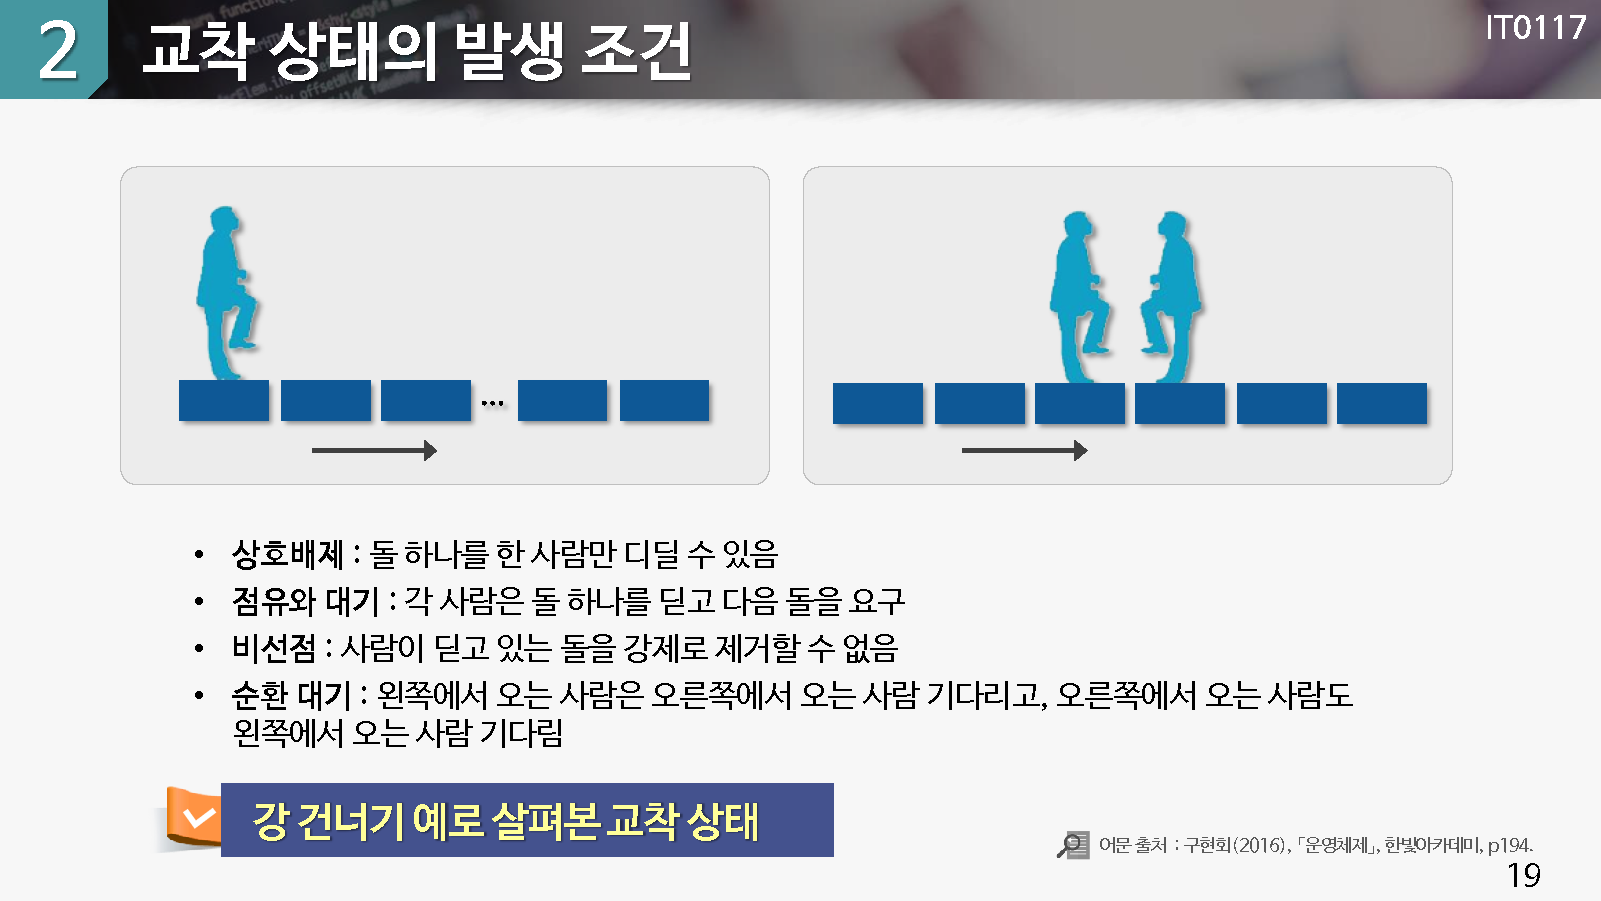 2
교착 상태의 발생 조건
IT0117
...
• 상호배제 : 돌 하나를 한 사람만 디딜 수 있음
• 점유와 대기 : 각 사람은 돌 하나를 딛고 다음 돌을 요구
• 비선점 : 사람이 딛고 있는 돌을 강제로 제거할 수 없음
• 순환 대기 : 왼쪽에서 오는 사람은 오른쪽에서 오는 사람 기다리고, 오른쪽에서 오는 사람도
왼쪽에서 오는 사람 기다림
강 건너기 예로 살펴본 교착 상태
어문 출처 : 구현회(2016), 「운영체제」, 한빛아카데미, p194.
19